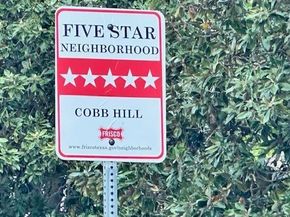 FIVE STAR
NEIGHBORHOOD
COBB HILL
FRISCO
www.friscotexas.gov/neighborhoods